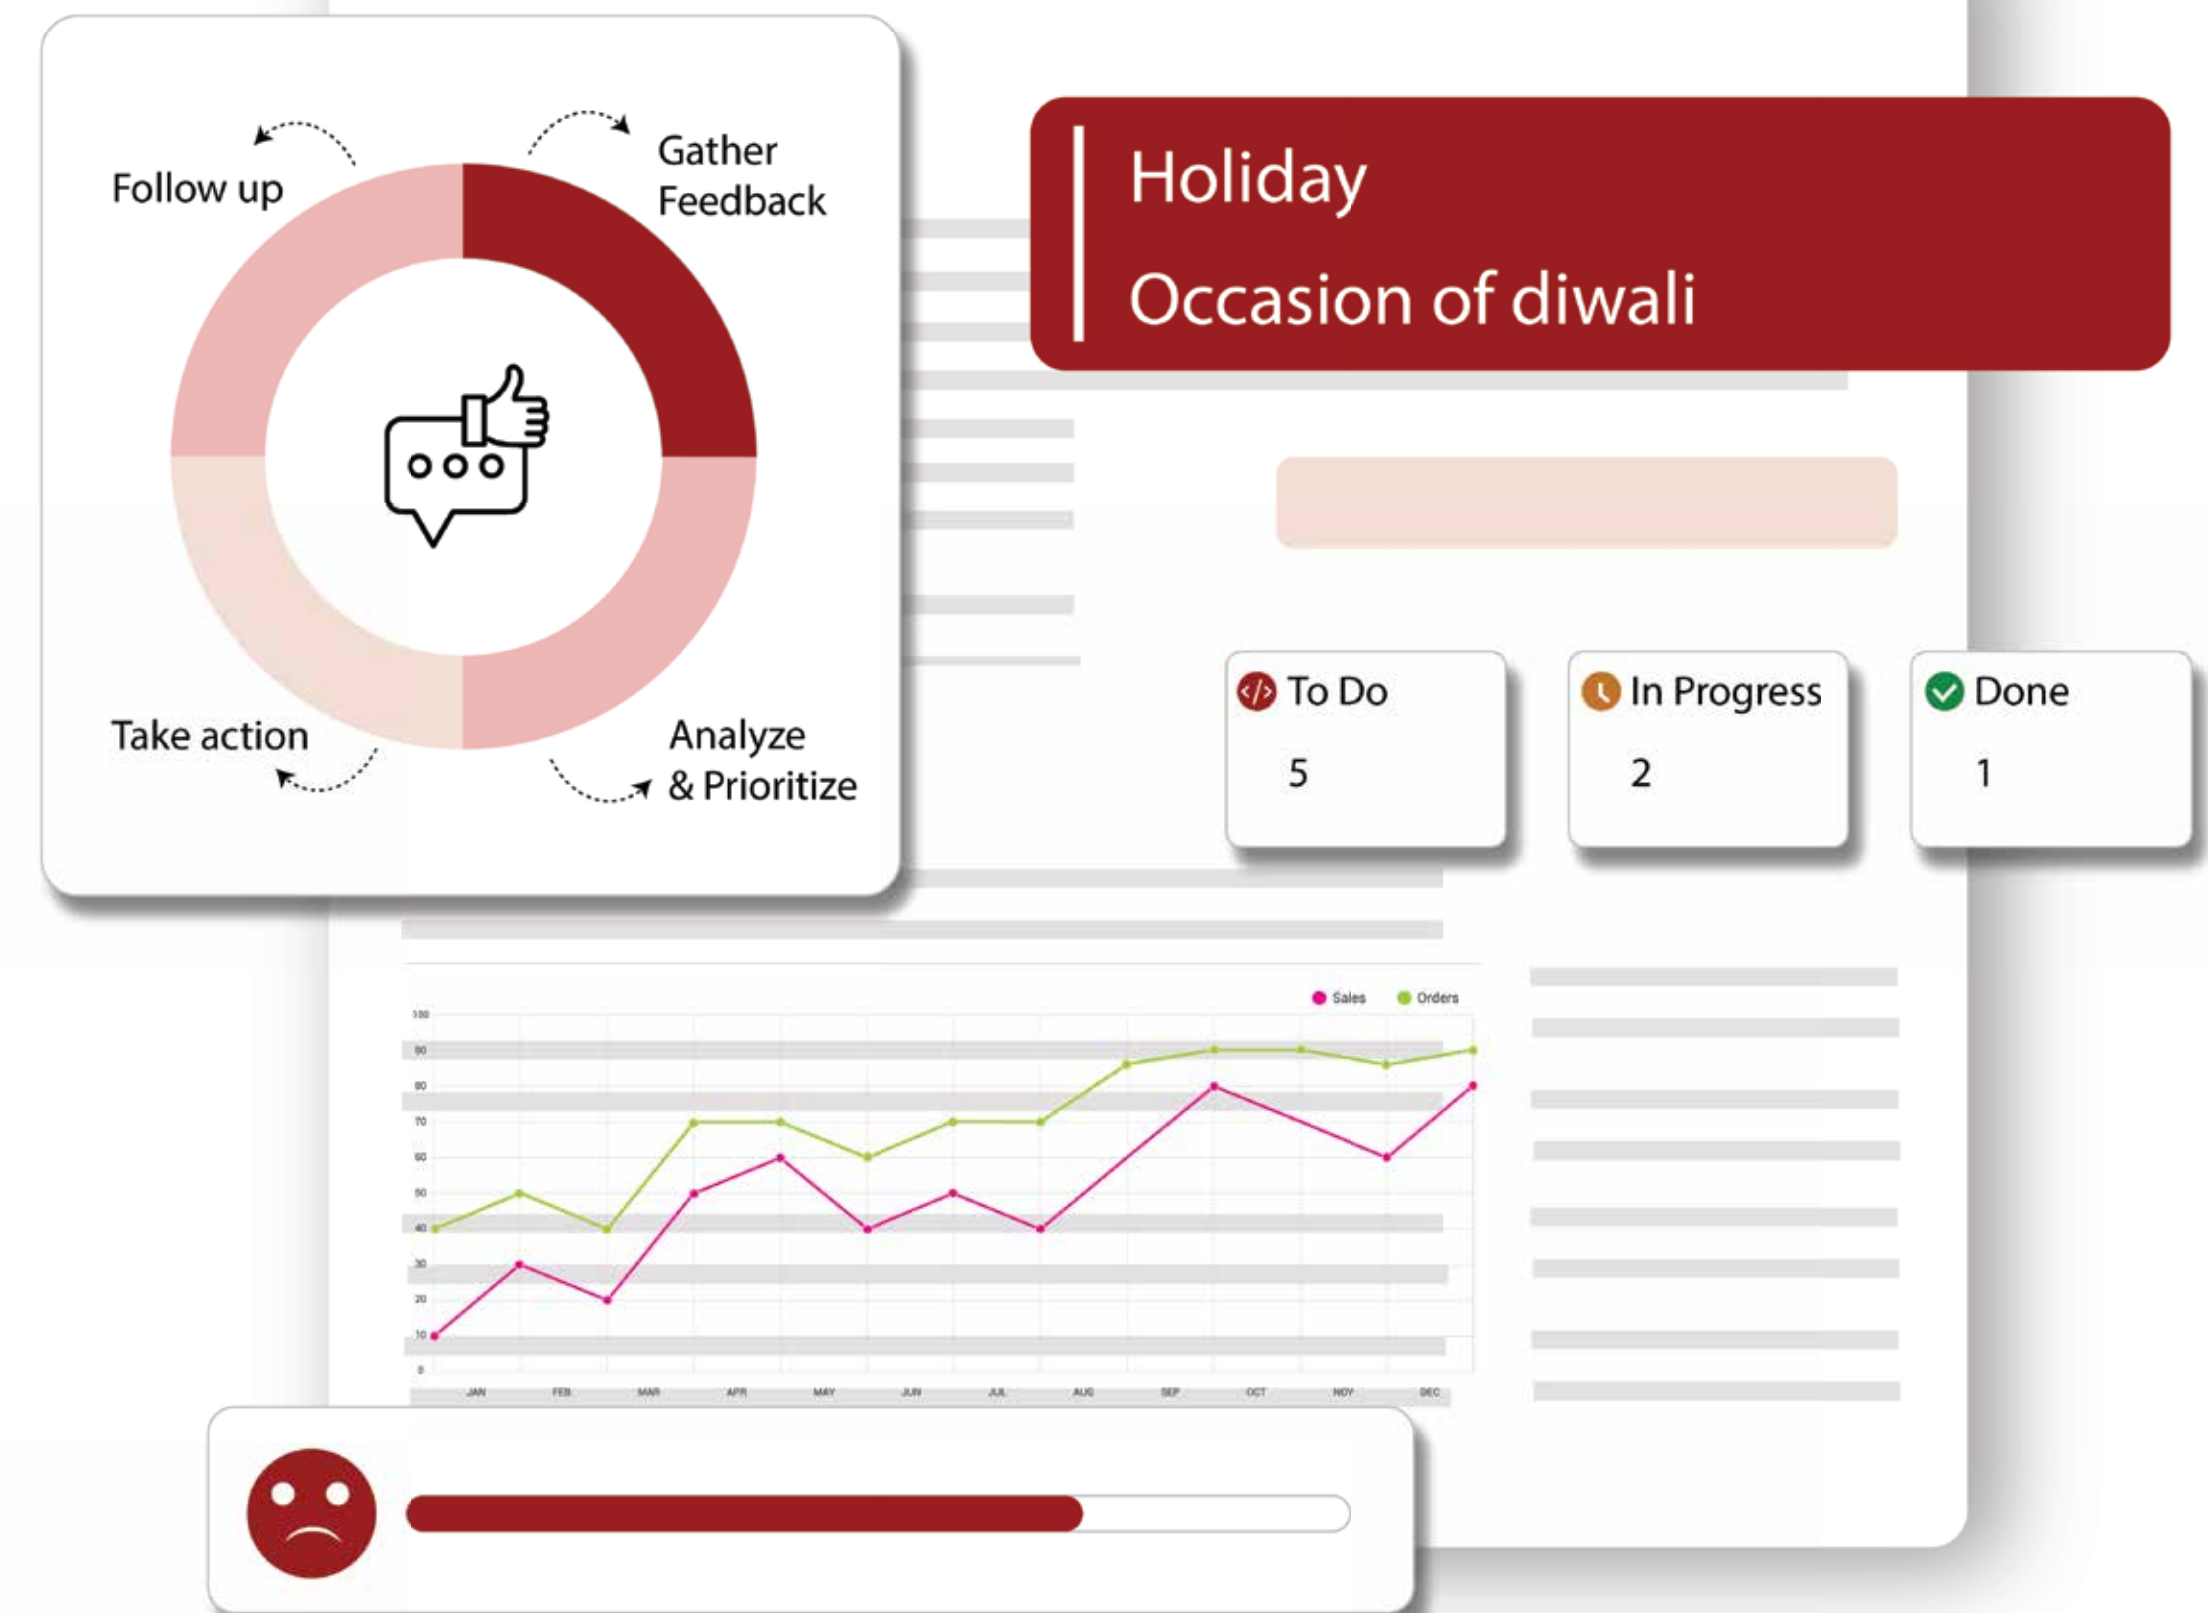 Follow up
Gather
Feedback
Take action
Analyze
& Prioritize
Holiday
Occasion of diwali
To Do
5
In Progress
2
Done
1
Sales
Orders
100
90
80
70
60
50
40
30
20
10
0
JAN FEB MAR APR MAY JUN JUL AUG SEP OCT NOV DEC